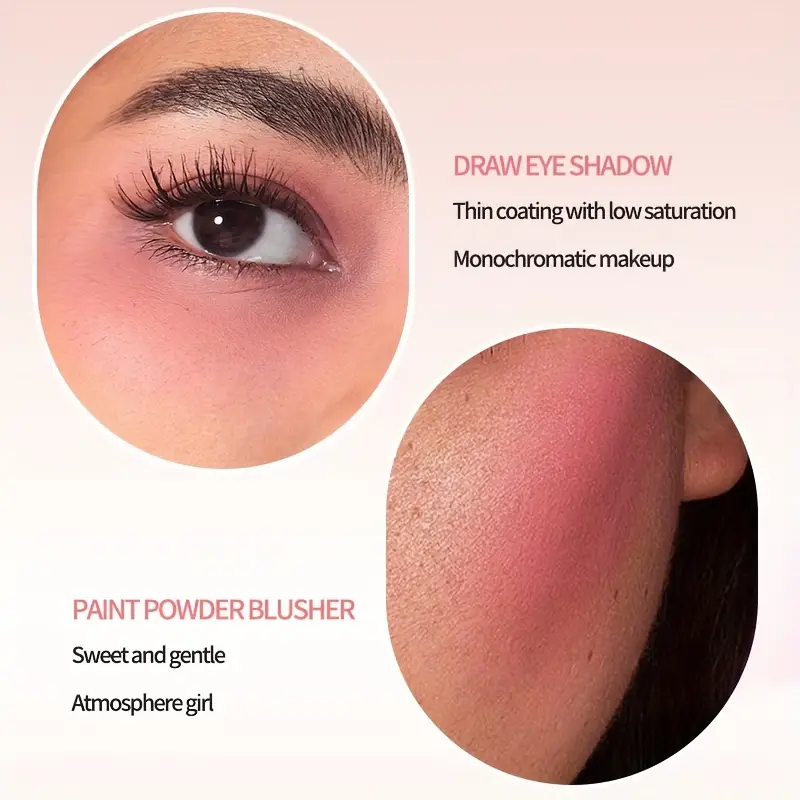 DRAW EYE SHADOW
Thin coating with low saturation
Monochromatic makeup
PAINT POWDER BLUSHER
Sweet and gentle
Atmosphere girl